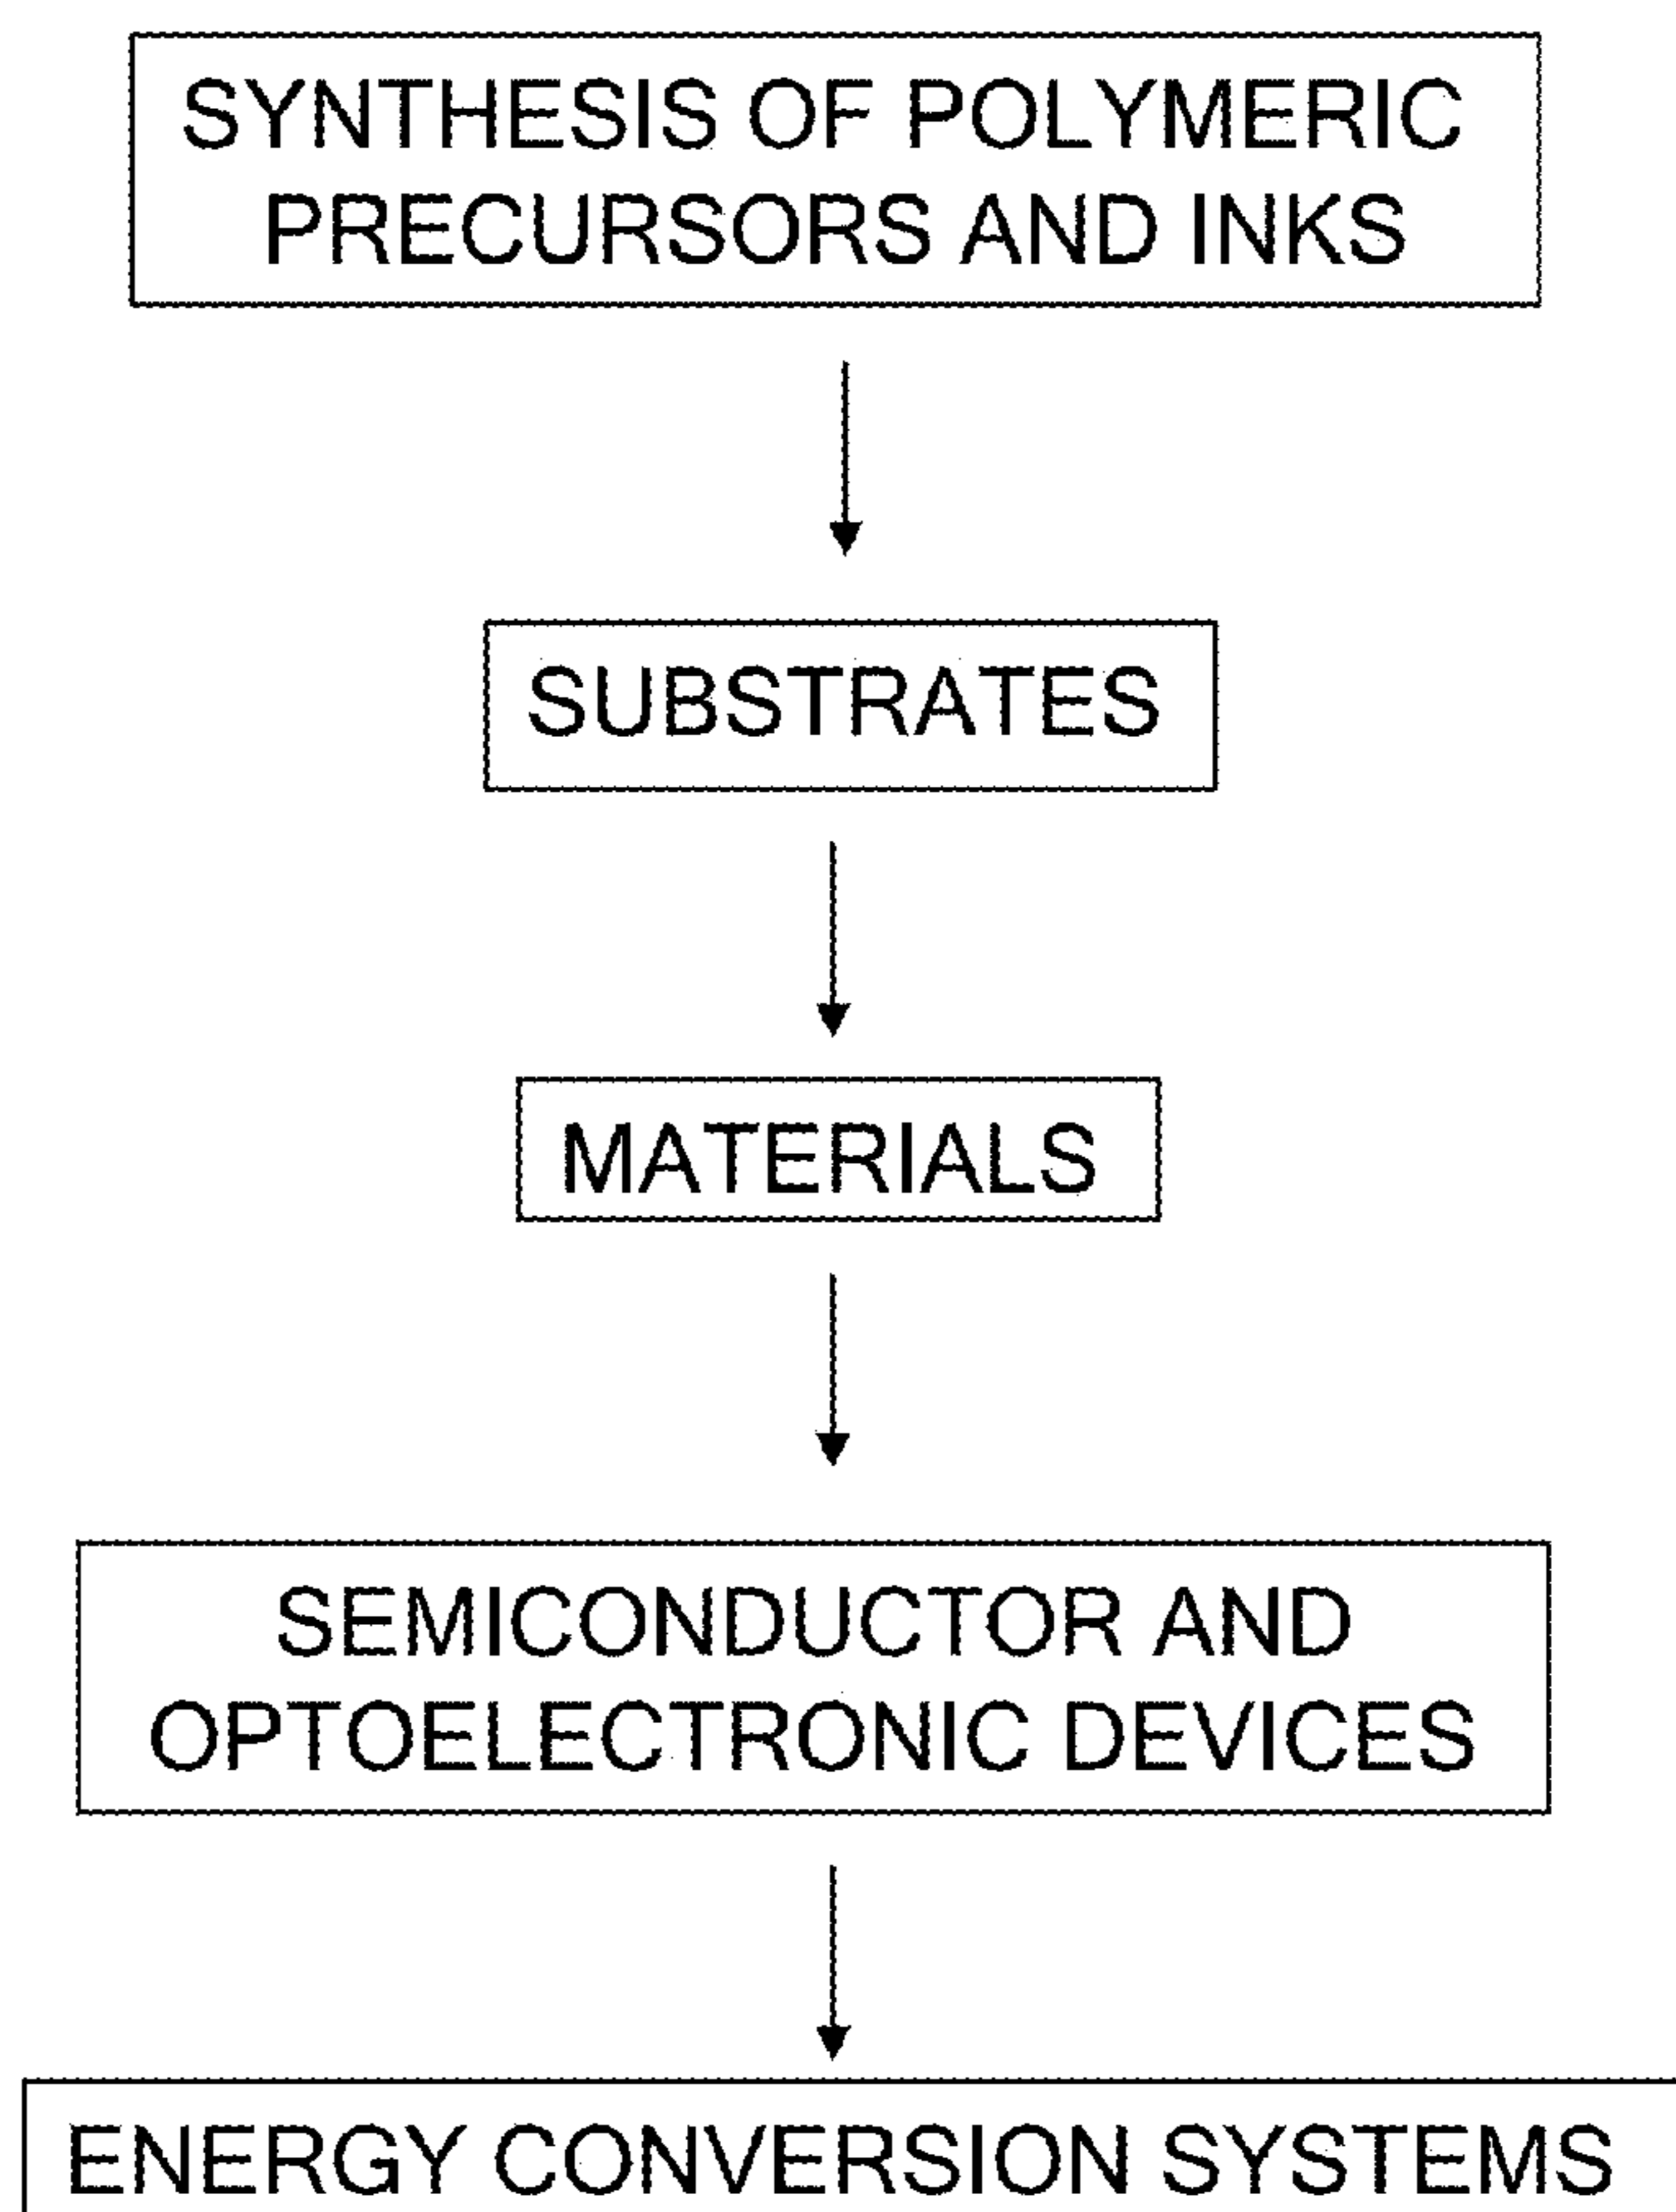 SYNTHESIS OF POLYMERIC
PRECURSORS AND INKS
SUBSTRATES
MATERIALS
SEMICONDUCTOR AND
OPTOELECTRONIC DEVICES
ENERGY CONVERSION SYSTEMS